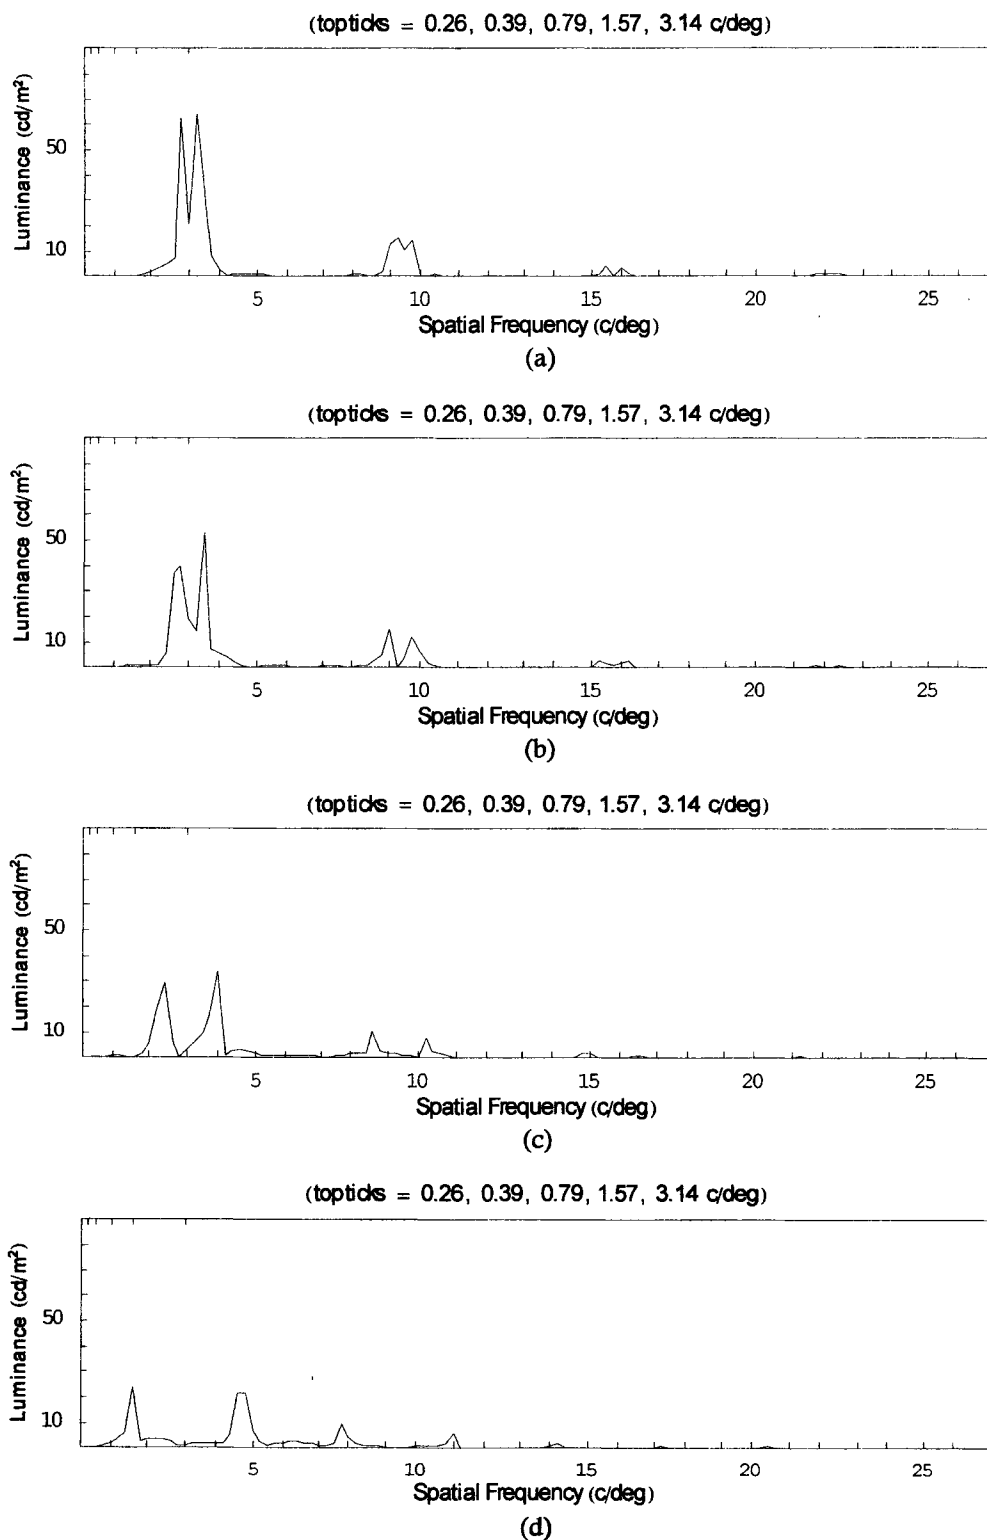 (topticks = 0.26, 0.39, 0.79, 1.57, 3.14 c/deg)
Luminance (cd/m²)
50
10
5 10 15 20 25
Spatial Frequency (c/deg)
(a)
(topticks = 0.26, 0.39, 0.79, 1.57, 3.14 c/deg)
Luminance (cd/m²)
50
10
5 10 15 20 25
Spatial Frequency (c/deg)
(b)
(topticks = 0.26, 0.39, 0.79, 1.57, 3.14 c/deg)
Luminance (cd/m²)
50
10
5 10 15 20 25
Spatial Frequency (c/deg)
(c)
(topticks = 0.26, 0.39, 0.79, 1.57, 3.14 c/deg)
Luminance (cd/m²)
50
10
5 10 15 20 25
Spatial Frequency (c/deg)
(d)